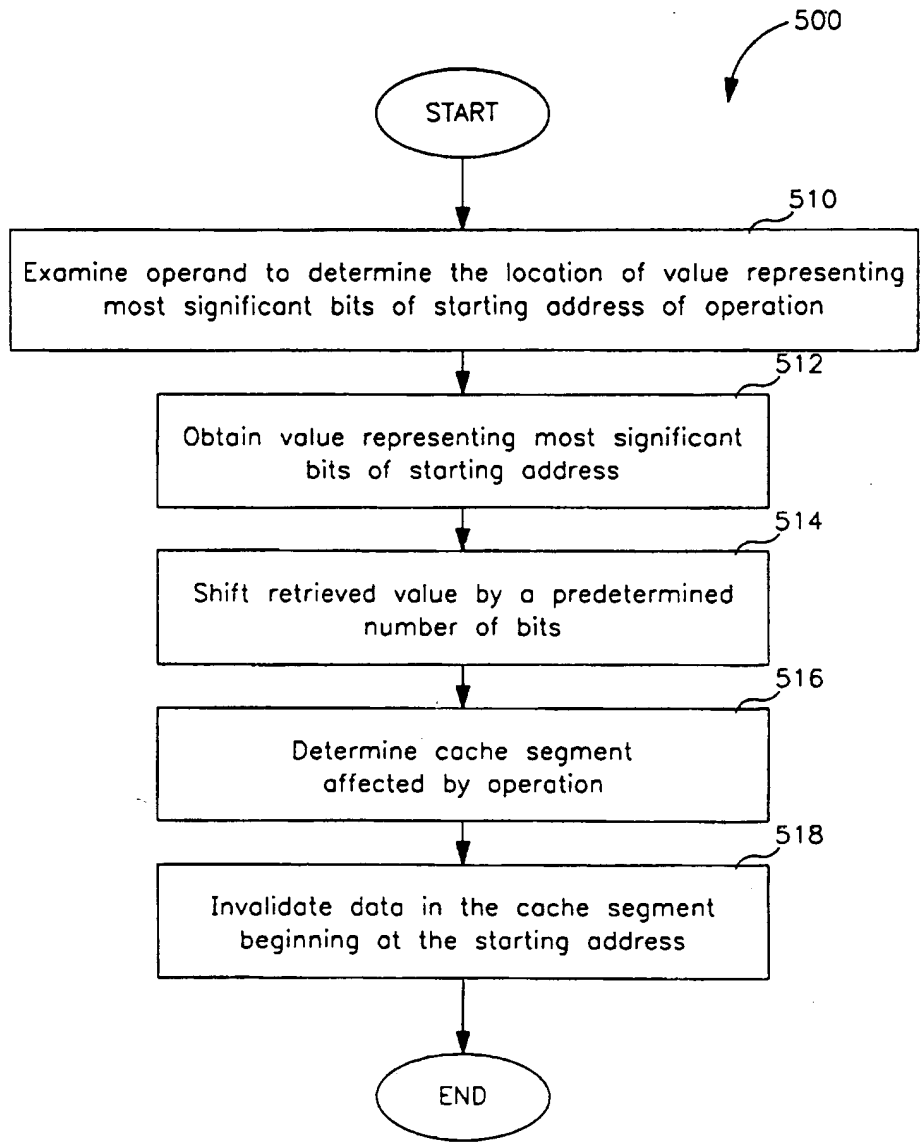 500
START
510
Examine operand to determine the location of value representing
most significant bits of starting address of operation
512
Obtain value representing most significant
bits of starting address
514
Shift retrieved value by a predetermined
number of bits
516
Determine cache segment
affected by operation
518
Invalidate data in the cache segment
beginning at the starting address
END